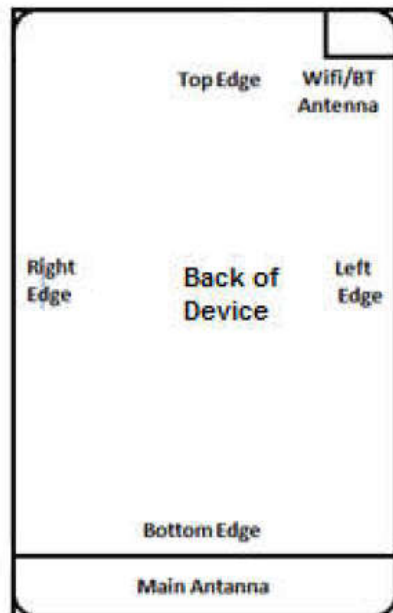 Top Edge
Wifi/BT
Antenna
Right
Edge
Back of
Device
Left
Edge
Bottom Edge
Main Antanna